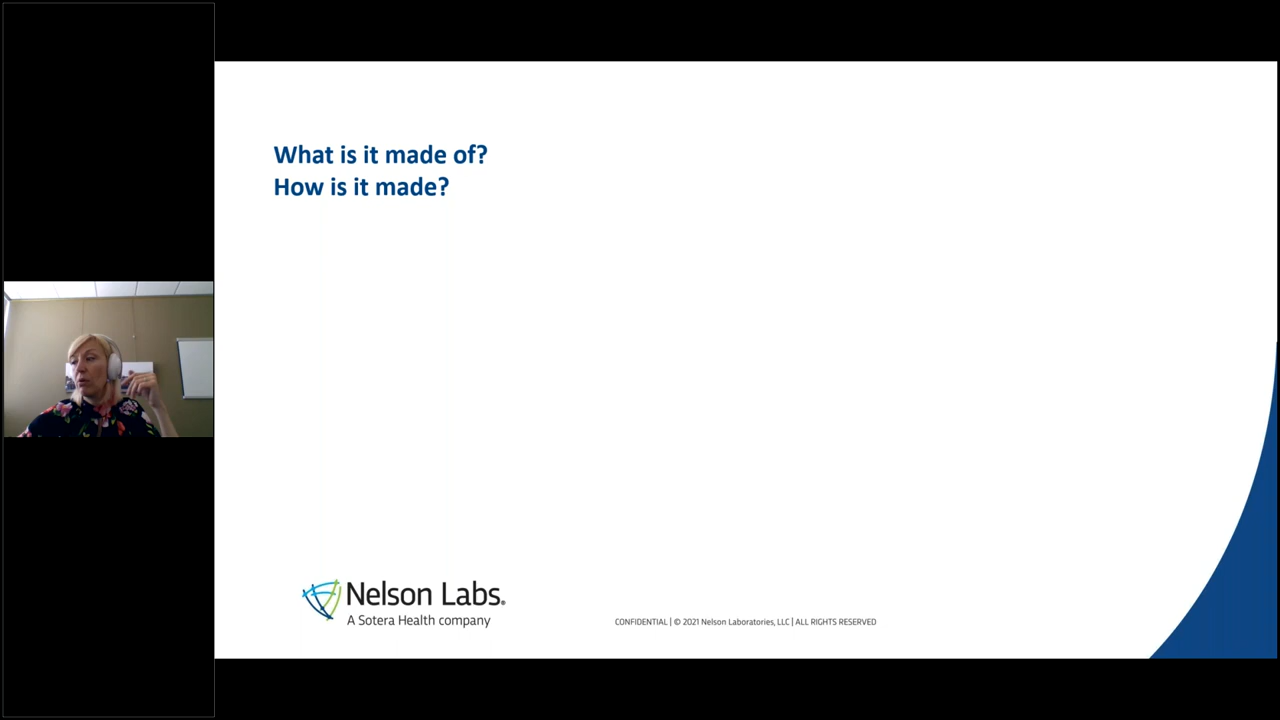 What is it made of?
How is it made?
Nelson Labs®
A Sotera Health company
CONFIDENTIAL | © 2021 Nelson Laboratories, LLC | ALL RIGHTS RESERVED